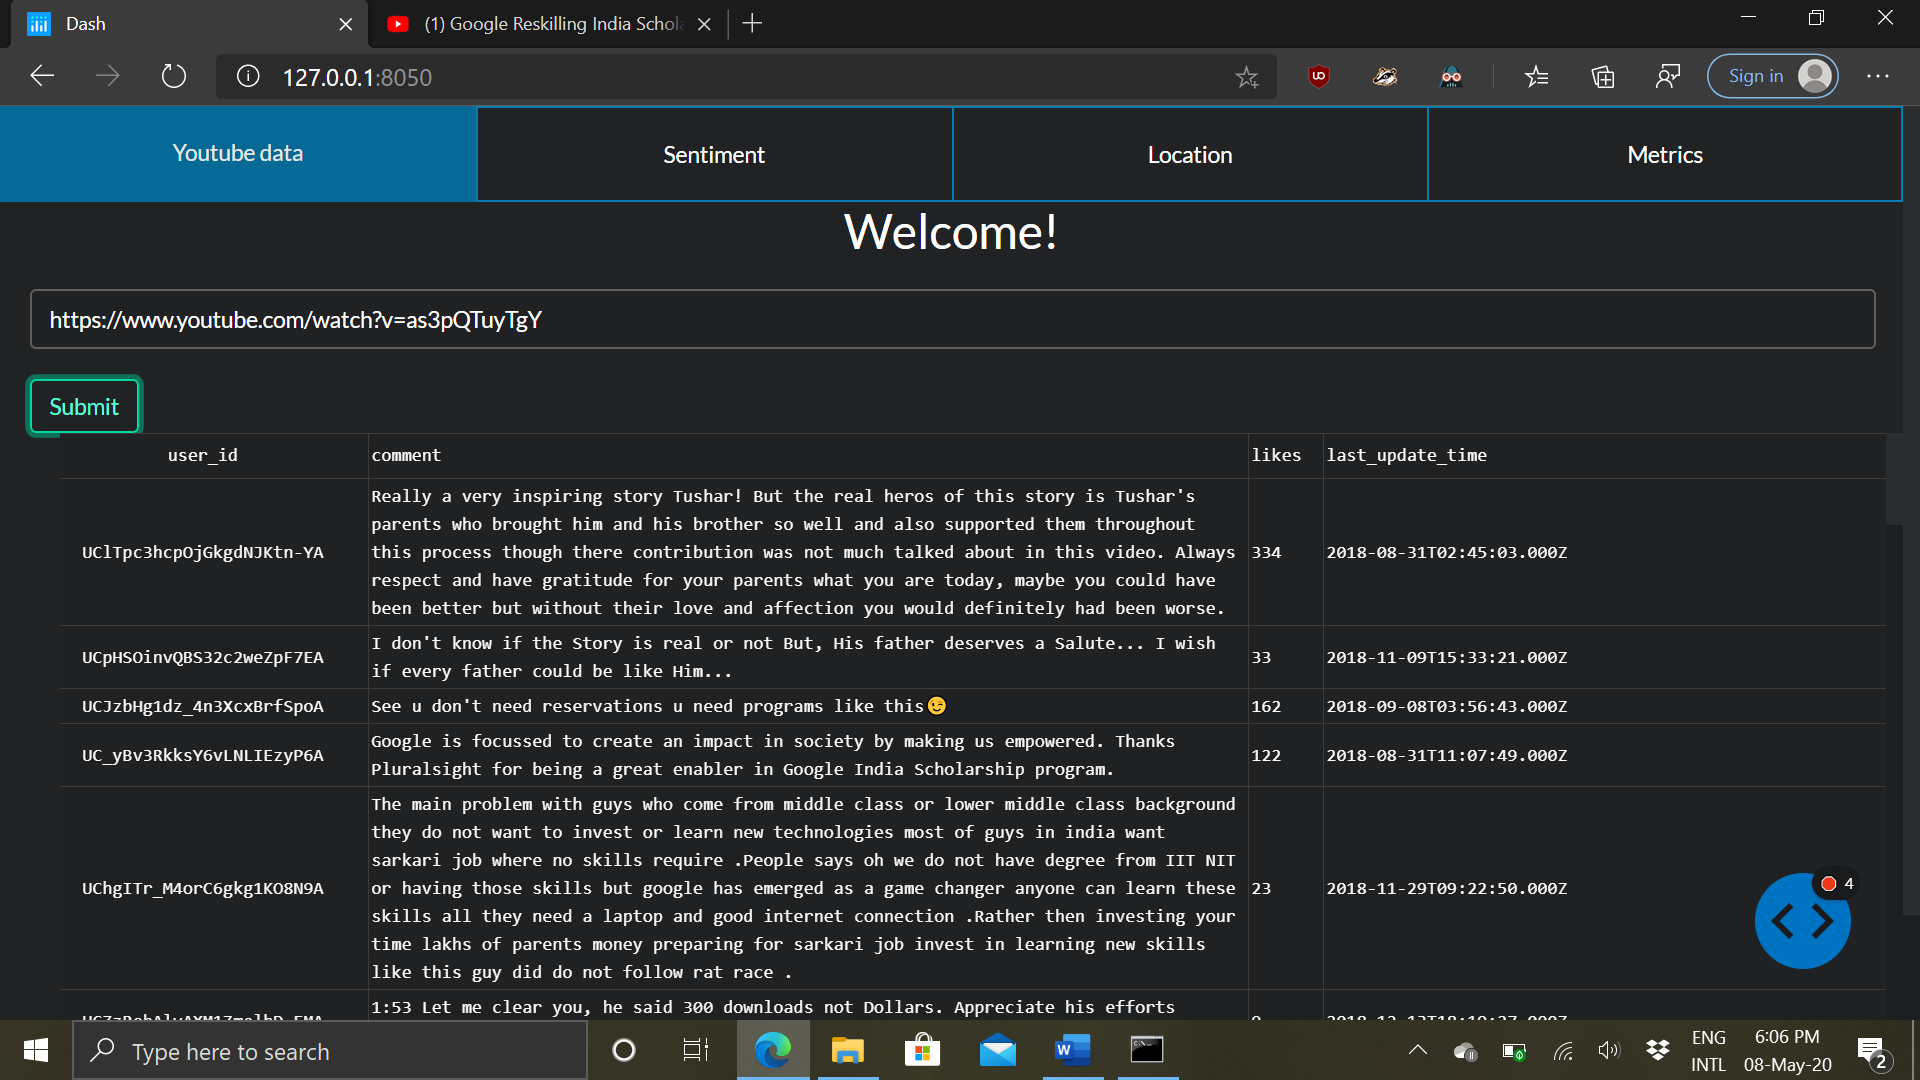 Dash
(1) Google Reskilling India Schol
127.0.0.1:8050
Sign in
Youtube data
Sentiment
Location
Metrics
Welcome!
https://www.youtube.com/watch?v=as3pQTuyTgY
Submit
user_id
comment
likes
last_update_time
UClTpc3hcpOjGkgdNJKtn-YA
Really a very inspiring story Tushar! But the real heros of this story is Tushar's
parents who brought him and his brother so well and also supported them throughout
this process though there contribution was not much talked about in this video. Always
respect and have gratitude for your parents what you are today, maybe you could have
been better but without their love and affection you would definitely had been worse.
334
2018-08-31T02:45:03.000Z
UCpHSOinvQBS32c2weZpF7EA
I don't know if the Story is real or not But, His father deserves a Salute... I wish
if every father could be like Him...
33
2018-11-09T15:33:21.000Z
UCJzbHg1dz_4n3XcxBrfSpoA
See u don't need reservations u need programs like this😉
162
2018-09-08T03:56:43.000Z
UC_yBv3RkksY6vLNLIEzyP6A
Google is focussed to create an impact in society by making us empowered. Thanks
Pluralsight for being a great enabler in Google India Scholarship program.
122
2018-08-31T11:07:49.000Z
UChgITr_M4orC6gkg1KO8N9A
The main problem with guys who come from middle class or lower middle class background
they do not want to invest or learn new technologies most of guys in india want
sarkari job where no skills require .People says oh we do not have degree from IIT NIT
or having those skills but google has emerged as a game changer anyone can learn these
skills all they need a laptop and good internet connection .Rather then investing your
time lakhs of parents money preparing for sarkari job invest in learning new skills
like this guy did do not follow rat race .
23
2018-11-29T09:22:50.000Z
4
1:53 Let me clear you, he said 300 downloads not Dollars. Appreciate his efforts
Type here to search
ENG
INTL
6:06 PM
08-May-20
2